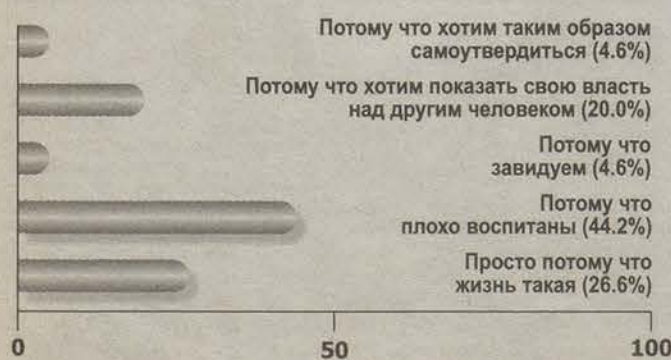 Потому что хотим таким образом
самоутвердиться (4.6%)
Потому что хотим показать свою власть
над другим человеком (20.0%)
Потому что
завидуем (4.6%)
Потому что
плохо воспитаны (44.2%)
Просто потому что
жизнь такая (26.6%)
0 50 100